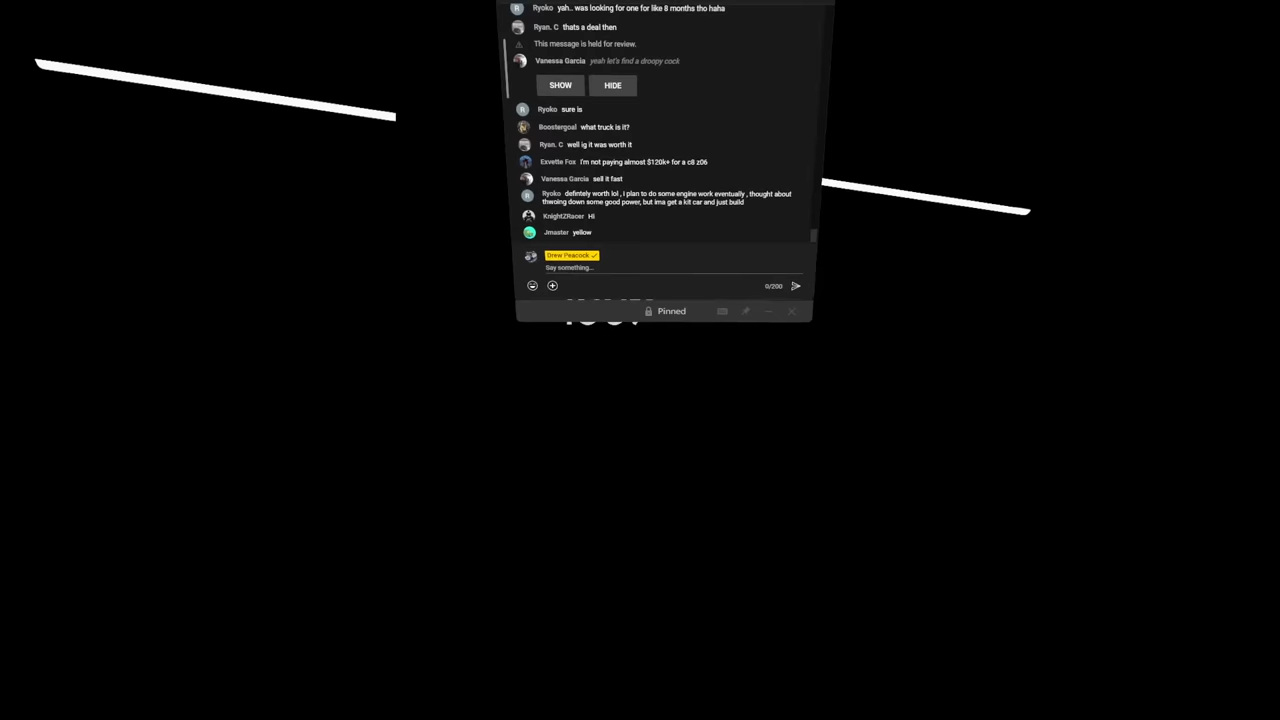 Ryoko yah.. was looking for one for like 8 months tho haha
Ryan. C thats a deal then
This message is held for review.
Vanessa Garcia yeah let's find a droopy cock
SHOW HIDE
R Ryoko sure is
Boostergoal what truck is it?
Ryan. C well ig it was worth it
Exvette Fox I'm not paying almost $120k+ for a c8 z06
Vanessa Garcia sell it fast
R Ryoko defintely worth lol , i plan to do some engine work eventually , thought about
thwoing down some good power, but ima get a kit car and just build
KnightZRacer Hi
Jmaster yellow
Drew Peacock
Say something...
0/200
Pinned